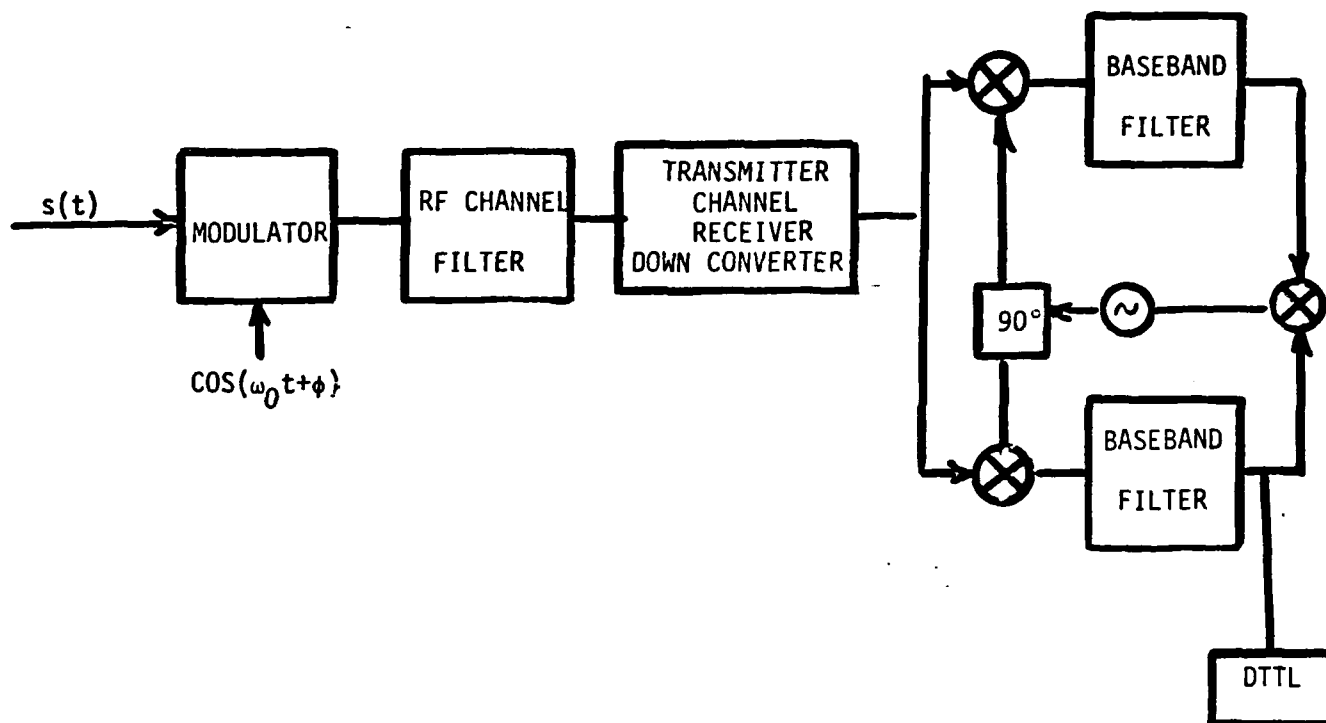 s(t)
MODULATOR
COS(ω0t+φ}
RF CHANNEL
FILTER
TRANSMITTER
CHANNEL
RECEIVER
DOWN CONVERTER
BASEBAND
FILTER
90°
~
BASEBAND
FILTER
DTTL